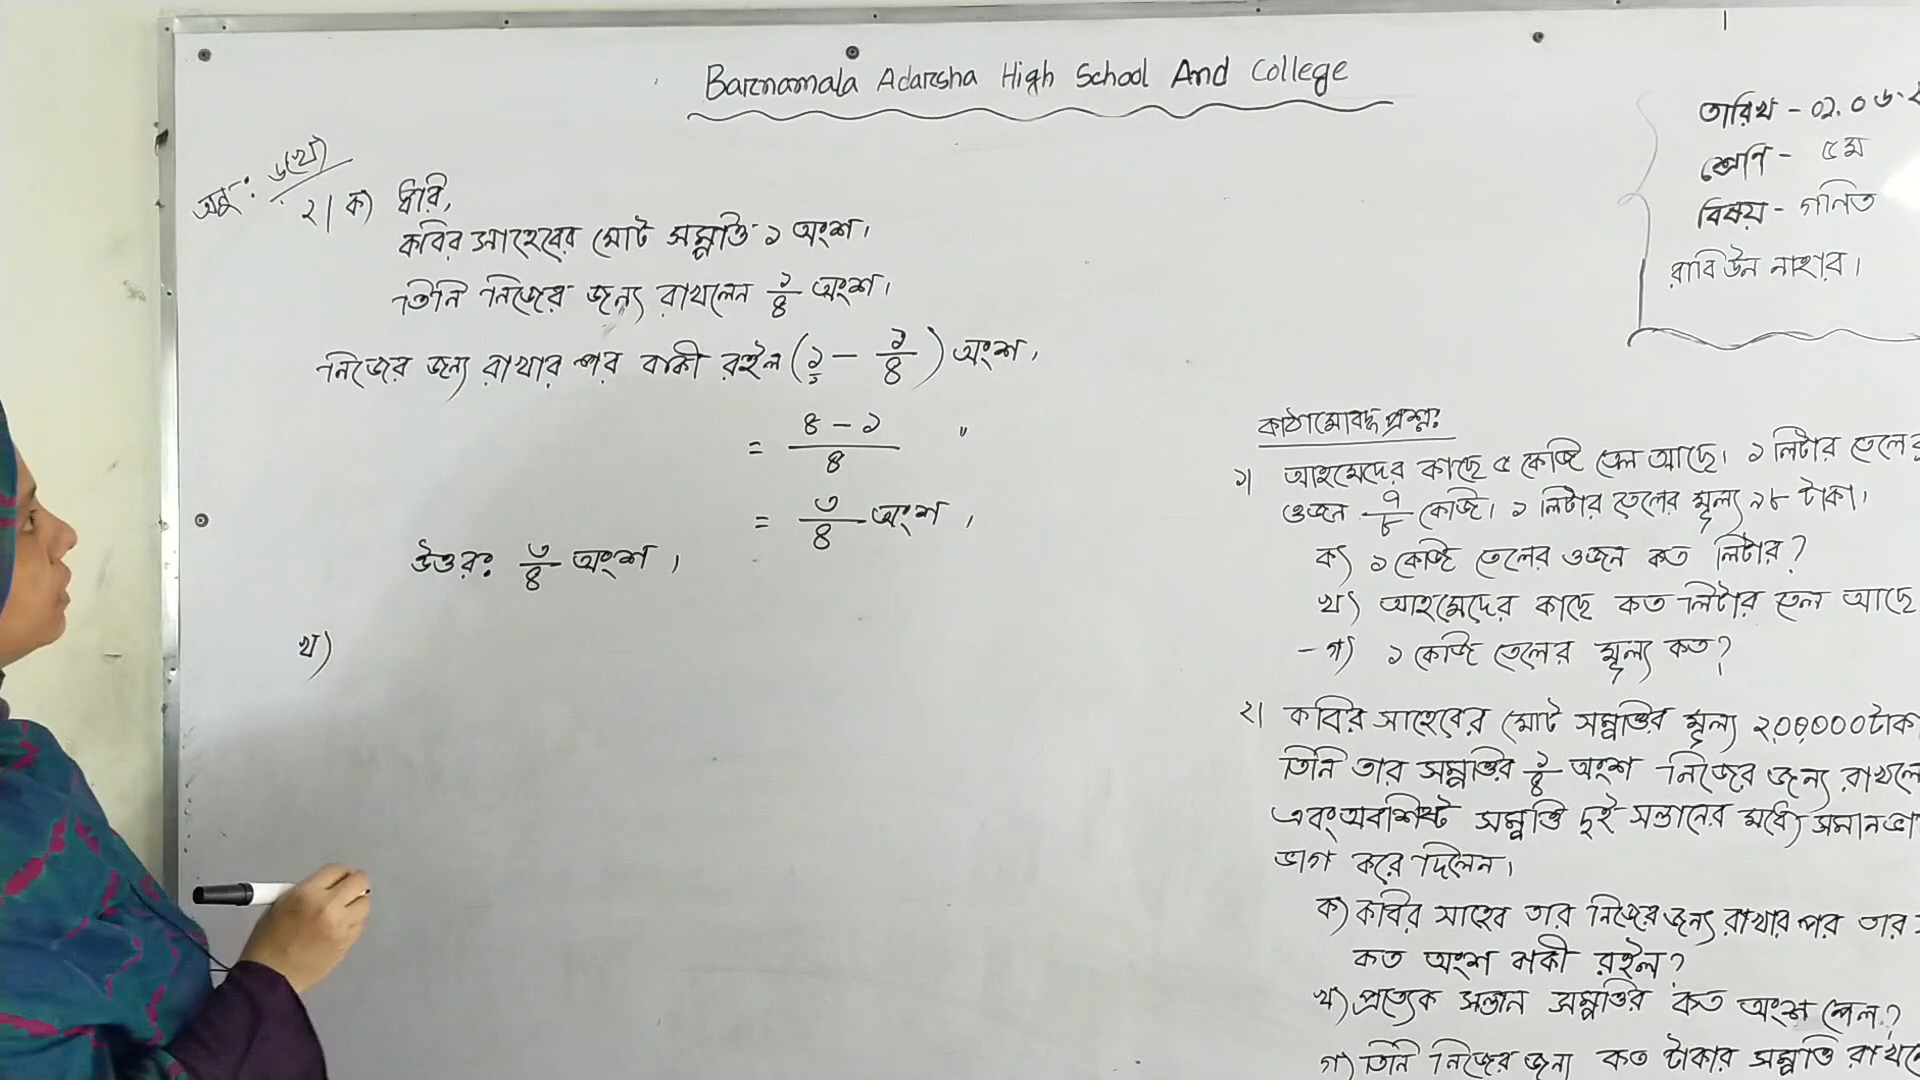 Barnamala Adarsha High School And College
তারিখ - ০২.০৬.২
শ্রেণি - ৫ম
বিষয় - গনিত
রাবিউন নাহার।
অনু: ৬(খ)
২। ক) ধরি,
কবির সাহেবের মোট সম্পত্তি ১ অংশ।
তিনি নিজের জন্য রাখলেন ১/৪ অংশ।
নিজের জন্য রাখার পর বাকী রইল (১/১ - ১/৪) অংশ।
= ৪ - ১/৪ "
= ৩/৪ অংশ।
উত্তর: ৩/৪ অংশ।
খ)
কাঠামোবদ্ধ প্রশ্ন:
১। আহমেদের কাছে ৫ কেজি তেল আছে। ১ লিটার তেলের
ওজন ৭/৮ কেজি। ১ লিটার তেলের মূল্য ৯৮ টাকা।
ক) ১ কেজি তেলের ওজন কত লিটার?
খ) আহমেদের কাছে কত লিটার তেল আছে
গ) ১ কেজি তেলের মূল্য কত?
২। কবির সাহেবের মোট সম্পত্তির মূল্য ২০০০০০ টাক
তিনি তার সম্পত্তির ১/৪ অংশ নিজের জন্য রাখলে
এবং অবশিষ্ট সম্পত্তি দুই সন্তানের মধ্যে সমানভা
ভাগ করে দিলেন।
ক) কবির সাহেব তার নিজের জন্য রাখার পর তার
কত অংশ বাকী রইল?
খ) প্রত্যেক সন্তান সম্পত্তির কত অংশ পেল?
গ) তিনি নিজের জন্য কত টাকার সম্পত্তি রাখলে